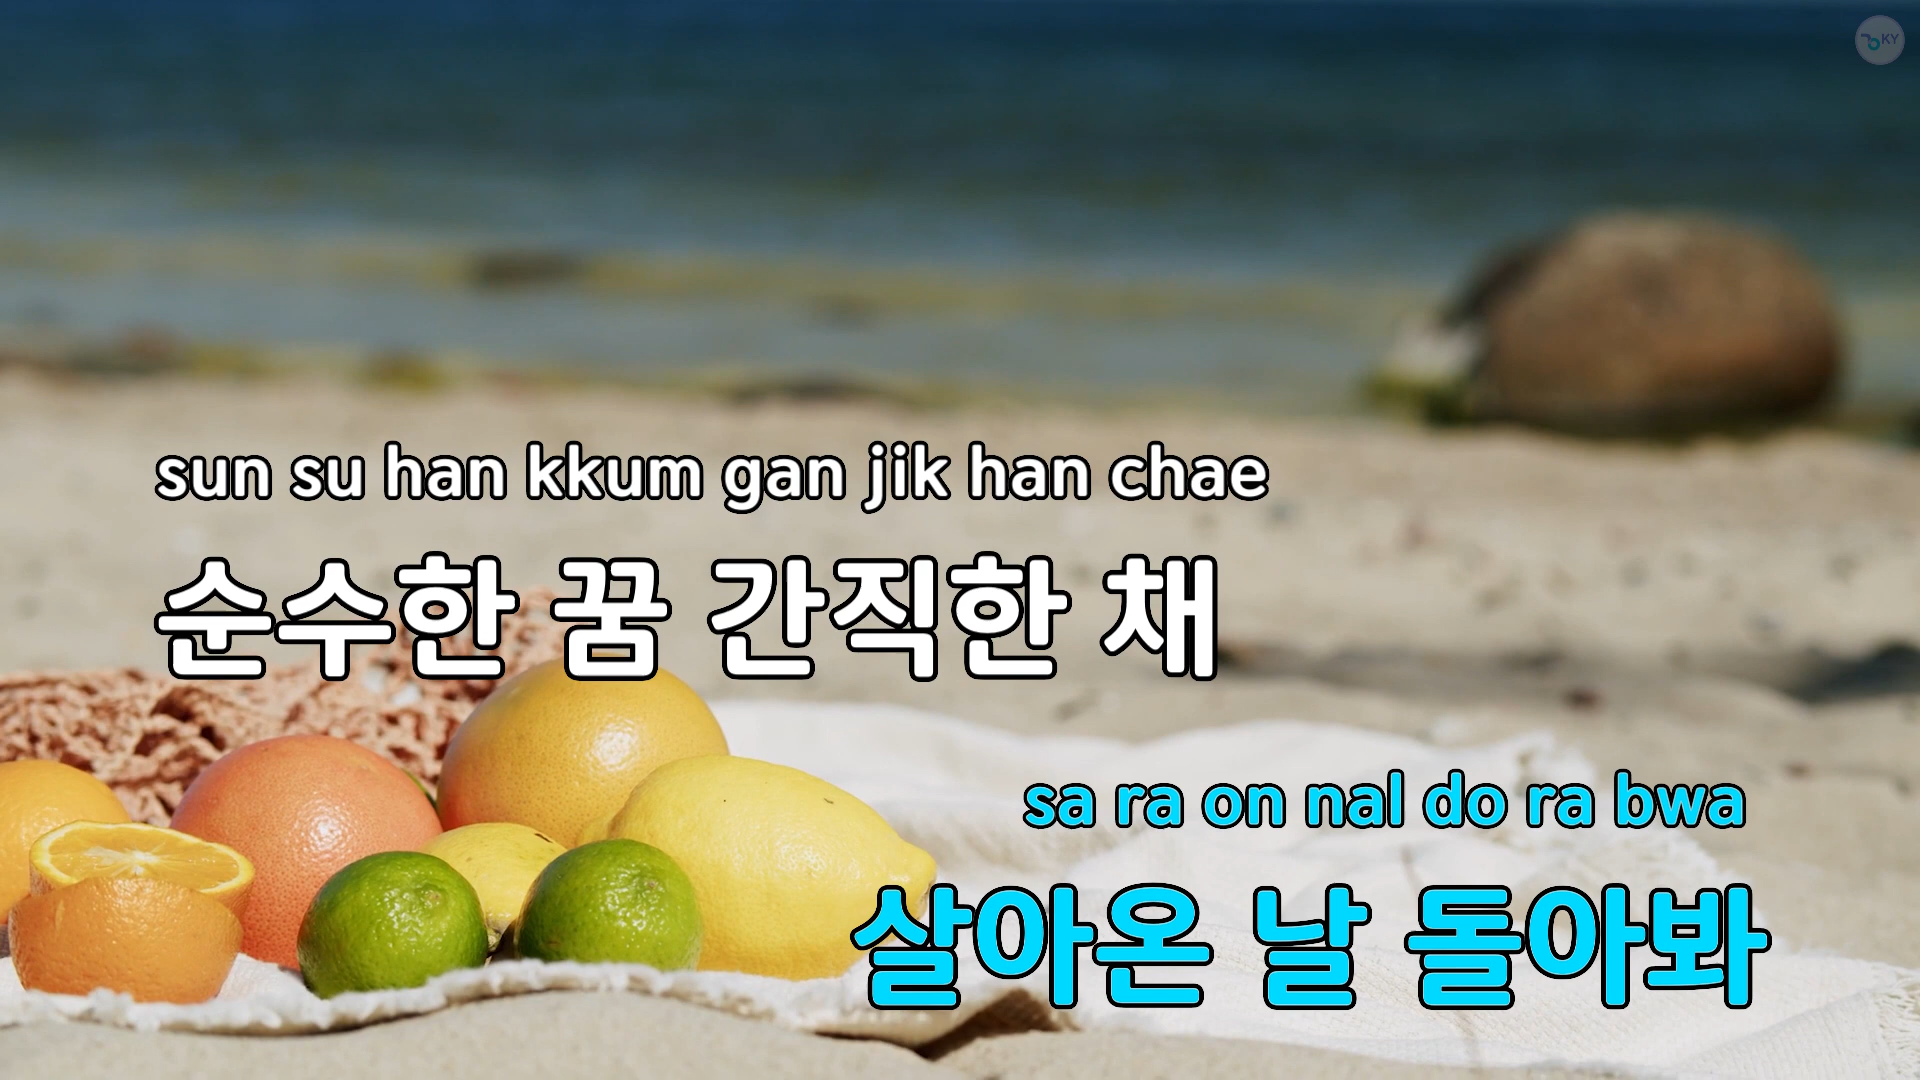 KY
sun su han kkum gan jik han chae
순수한 꿈 간직한 채
sa ra on nal do ra bwa
살아온 날 돌아봐